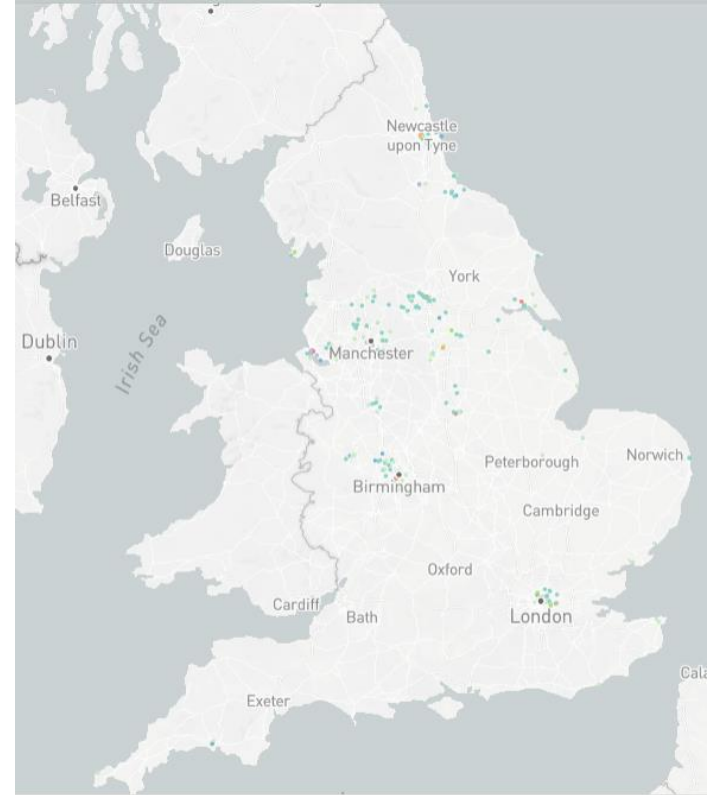 Newcastle
upon Tyne
Belfast
Douglas
York
Irish Sea
Dublin
Manchester
Peterborough
Norwich
Birmingham
Cambridge
Oxford
Cardiff
Bath
London
Exeter